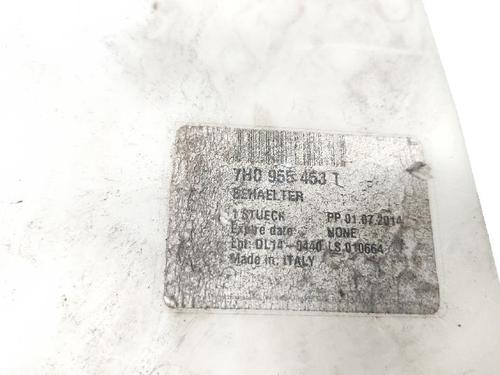 7H0 955 453 T
BEHAELTER
1 STUECK PP 01.07.2014
Expire date: NONE
Lot: DL14-0440 LS.010664
Made in: ITALY